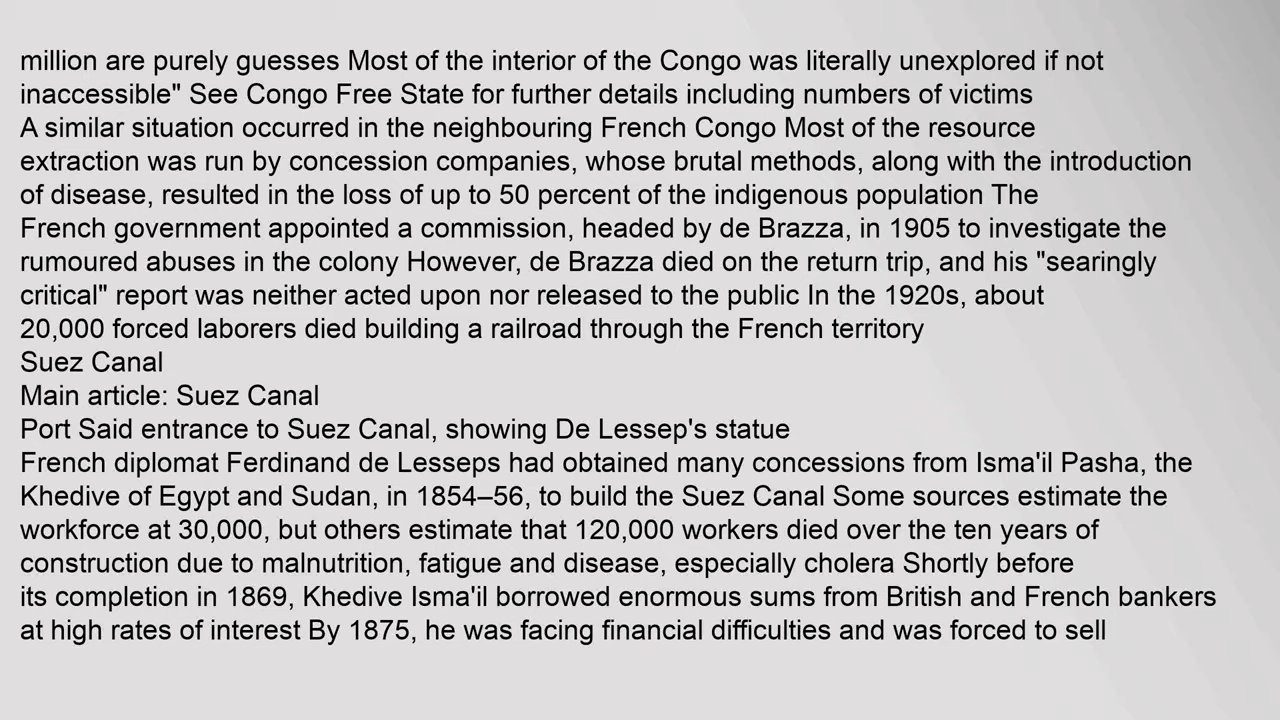 million are purely guesses Most of the interior of the Congo was literally unexplored if not
inaccessible" See Congo Free State for further details including numbers of victims
A similar situation occurred in the neighbouring French Congo Most of the resource
extraction was run by concession companies, whose brutal methods, along with the introduction
of disease, resulted in the loss of up to 50 percent of the indigenous population The
French government appointed a commission, headed by de Brazza, in 1905 to investigate the
rumoured abuses in the colony However, de Brazza died on the return trip, and his "searingly
critical" report was neither acted upon nor released to the public In the 1920s, about
20,000 forced laborers died building a railroad through the French territory
Suez Canal
Main article: Suez Canal
Port Said entrance to Suez Canal, showing De Lessep's statue
French diplomat Ferdinand de Lesseps had obtained many concessions from Isma'il Pasha, the
Khedive of Egypt and Sudan, in 1854–56, to build the Suez Canal Some sources estimate the
workforce at 30,000, but others estimate that 120,000 workers died over the ten years of
construction due to malnutrition, fatigue and disease, especially cholera Shortly before
its completion in 1869, Khedive Isma'il borrowed enormous sums from British and French bankers
at high rates of interest By 1875, he was facing financial difficulties and was forced to sell